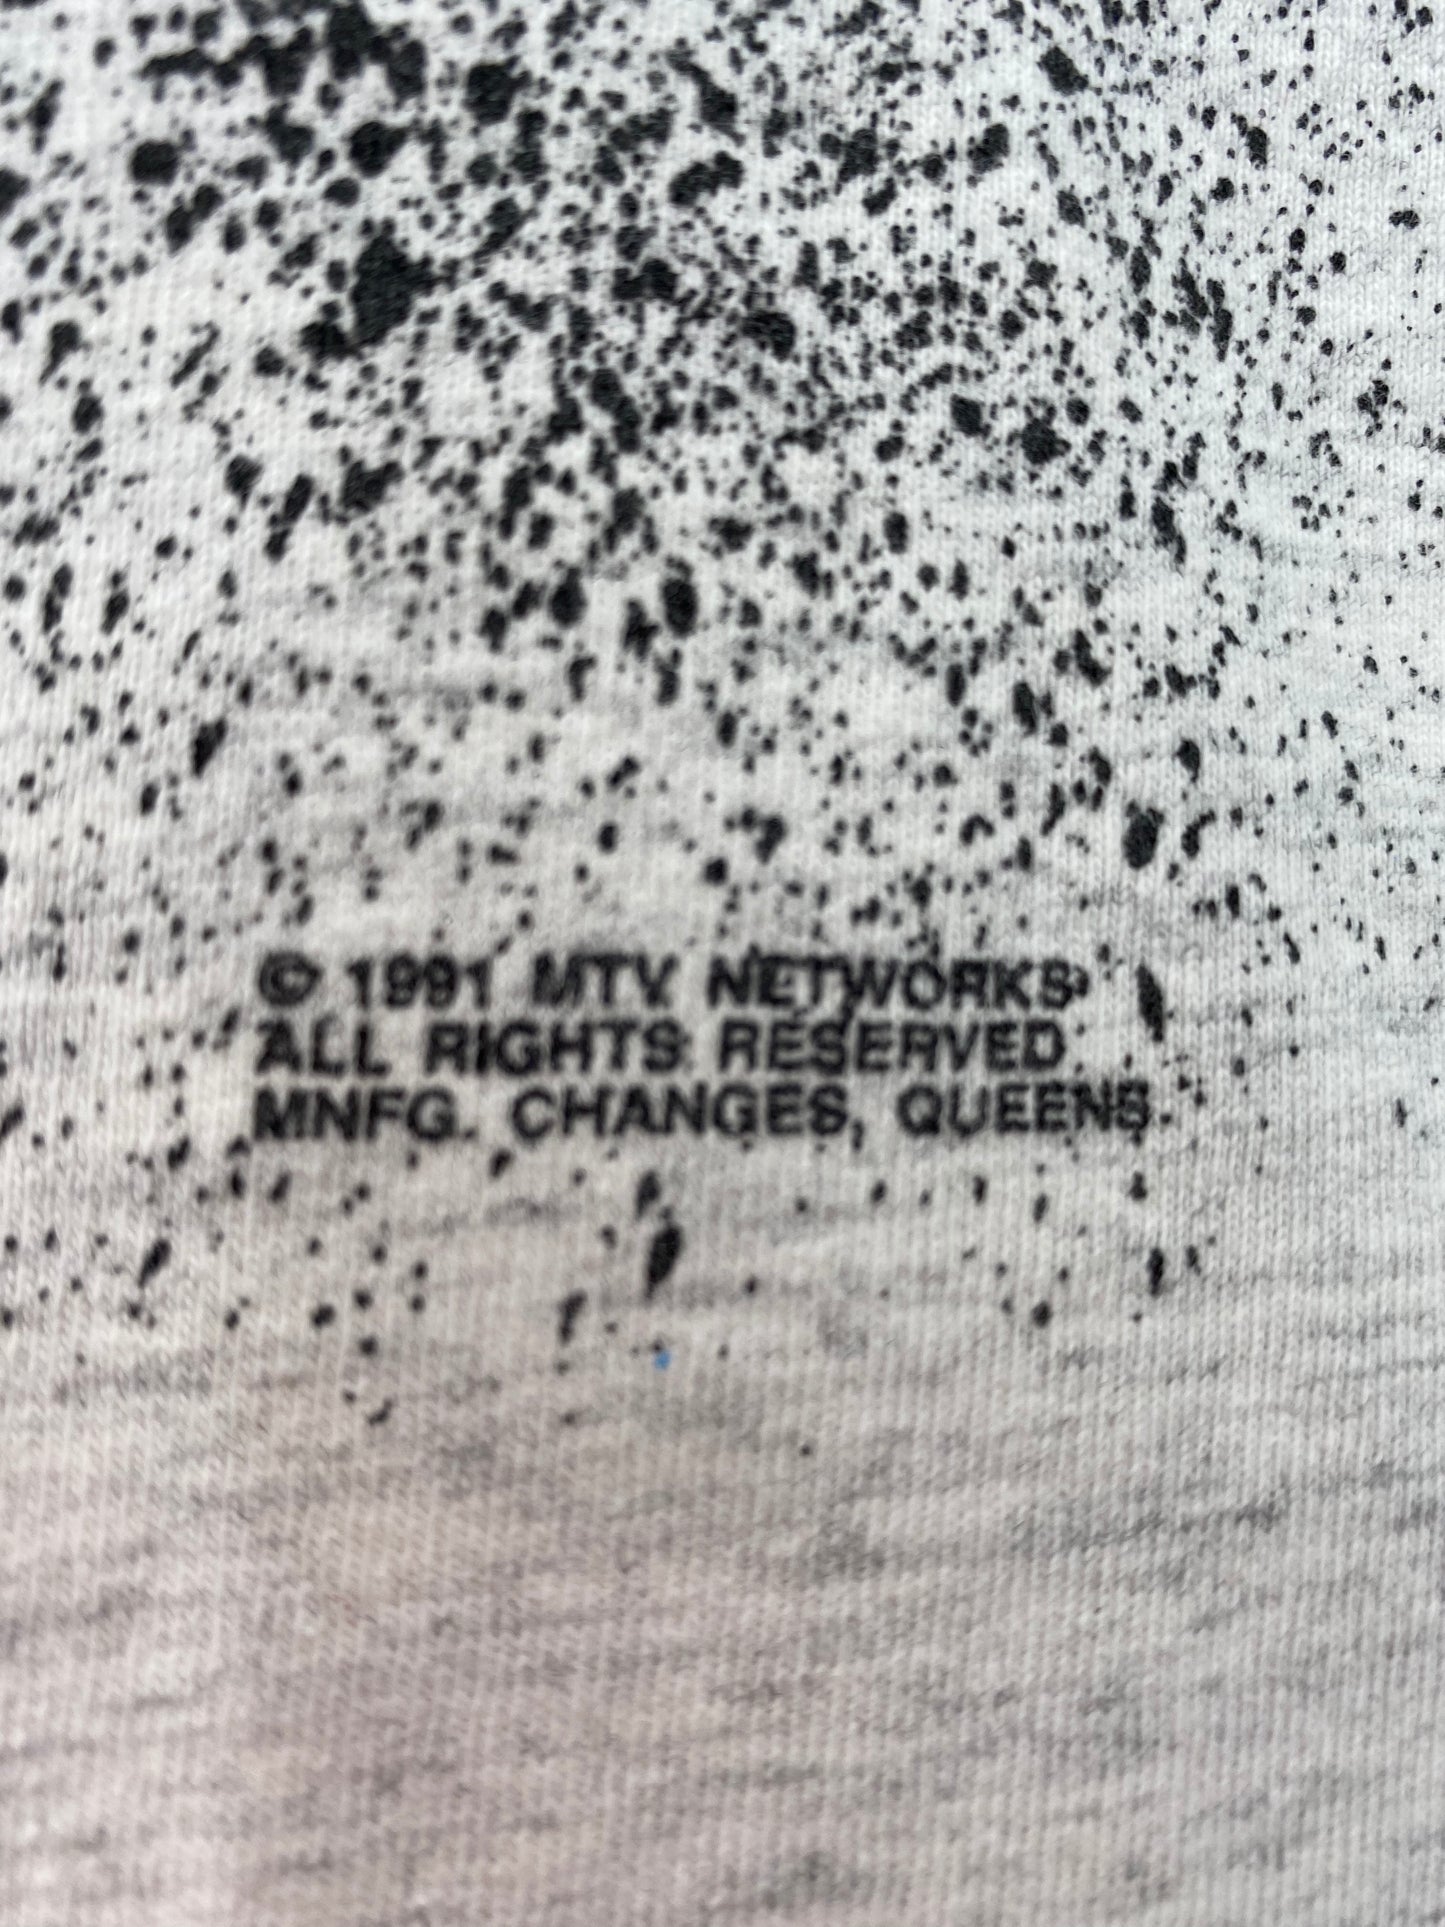 © 1991 MTV NETWORKS
ALL RIGHTS RESERVED
MNFG. CHANGES, QUEENS